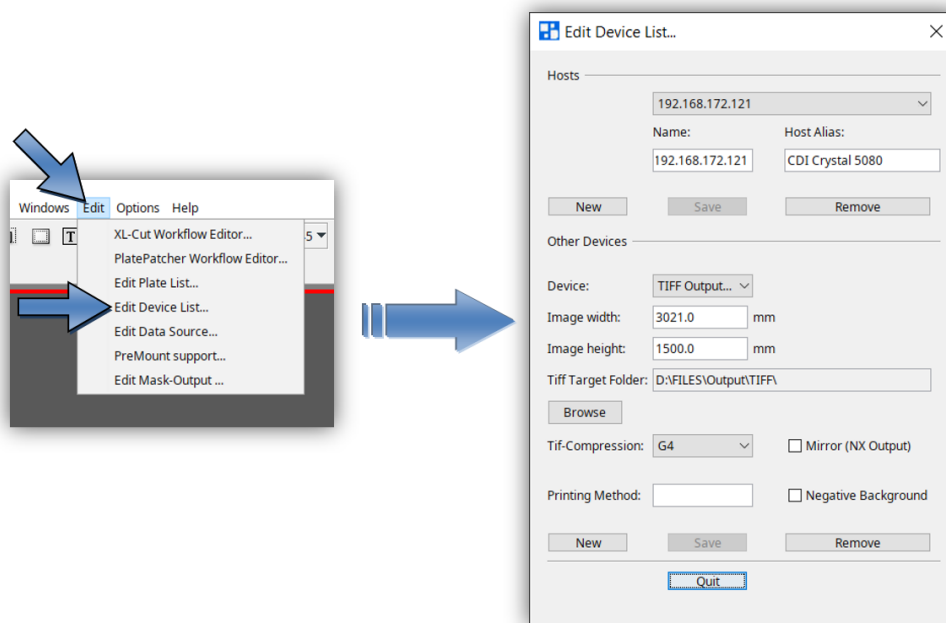 Windows Edit Options Help
T
5
XL-Cut Workflow Editor...
PlatePatcher Workflow Editor...
Edit Plate List...
Edit Device List...
Edit Data Source...
PreMount support...
Edit Mask-Output ...
Edit Device List...
Hosts
192.168.172.121
Name: Host Alias:
192.168.172.121 CDI Crystal 5080
New Save Remove
Other Devices
Device: TIFF Output...
Image width: 3021.0 mm
Image height: 1500.0 mm
Tiff Target Folder: D:\FILES\Output\TIFF\
Browse
Tif-Compression: G4 Mirror (NX Output)
Printing Method: Negative Background
New Save Remove
Quit